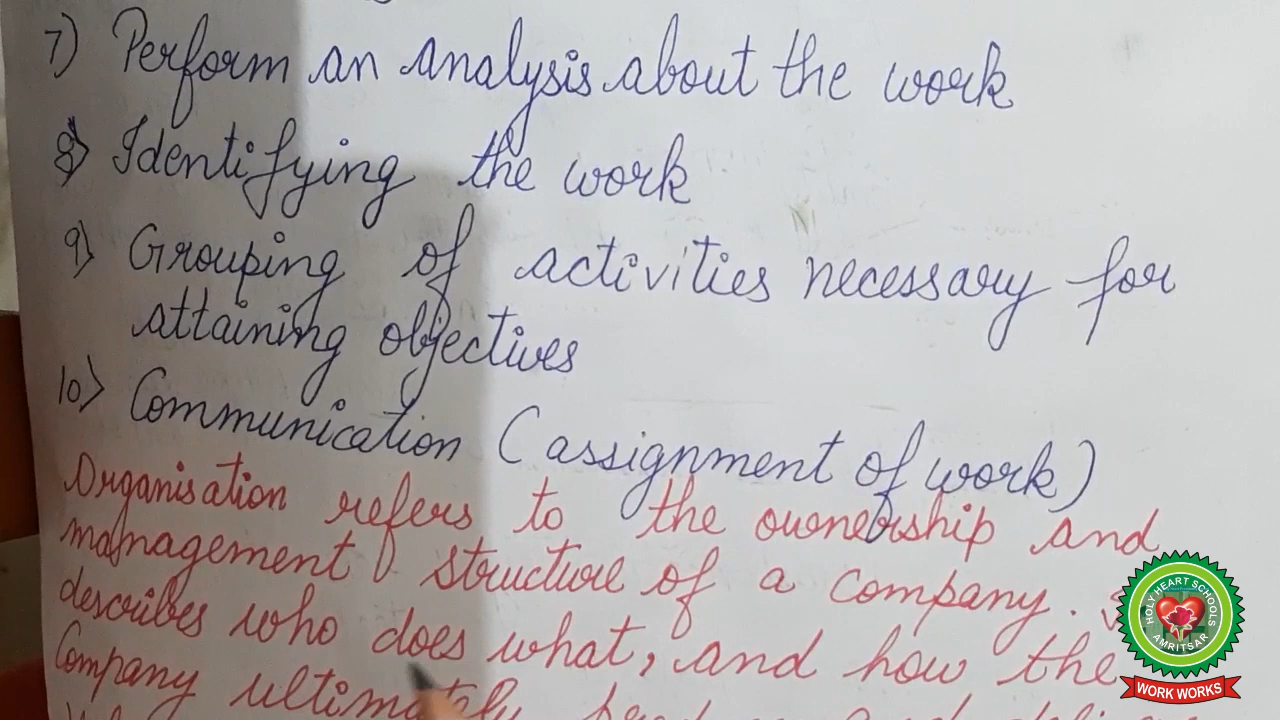 7) Perform an analysis about the work
8) Identifying the work
9) Grouping of activities necessary for
attaining objectives
10) Communication (assignment of work)
Organisation refers to the ownership and
management structure of a company.
describes who does what, and how the
Company ultimately
HOLY HEART SCHOOLS
AMRITSAR
WORK WORKS